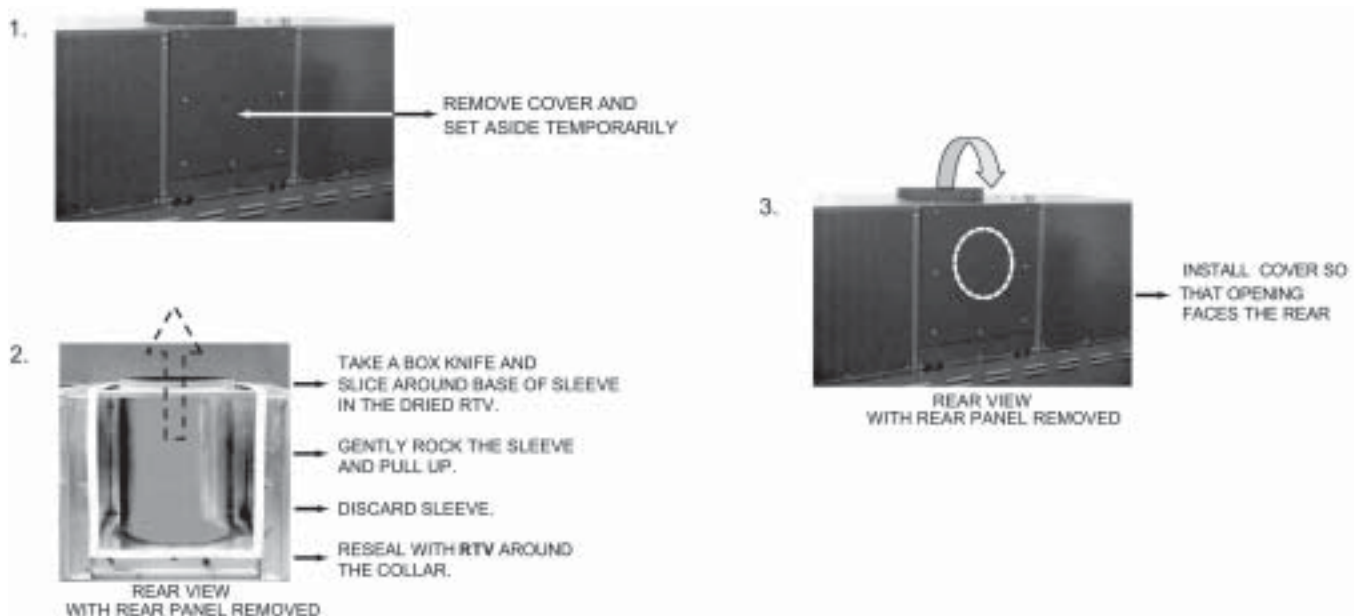 1.
REMOVE COVER AND
SET ASIDE TEMPORARILY
2.
TAKE A BOX KNIFE AND
SLICE AROUND BASE OF SLEEVE
IN THE DRIED RTV.
GENTLY ROCK THE SLEEVE
AND PULL UP.
DISCARD SLEEVE.
RESEAL WITH RTV AROUND
THE COLLAR.
REAR VIEW
WITH REAR PANEL REMOVED
3.
INSTALL COVER SO
THAT OPENING
FACES THE REAR
REAR VIEW
WITH REAR PANEL REMOVED